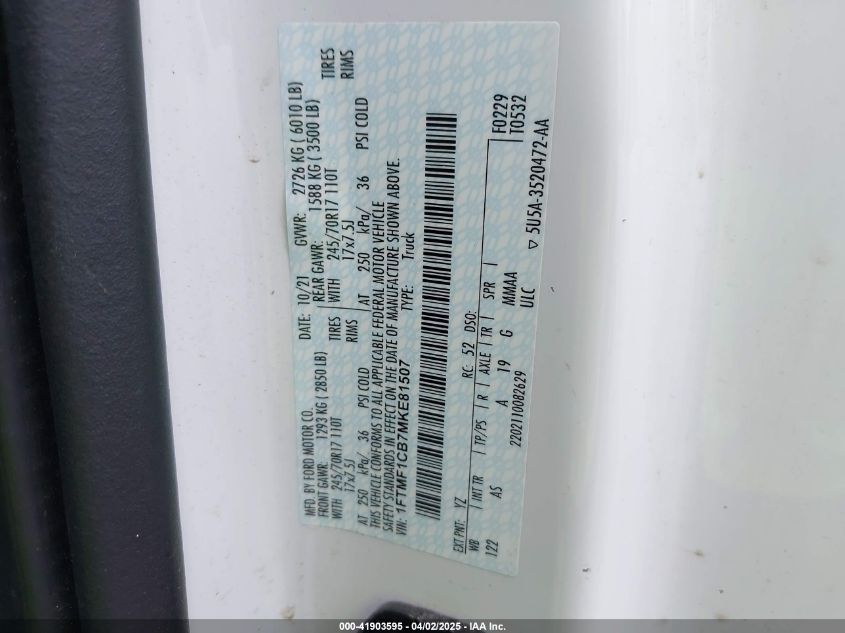 MFD. BY FORD MOTOR CO.
DATE: 10/21 GVWR: 2726 KG ( 6010 LB)
FRONT GAWR: 1293 KG ( 2850 LB) REAR GAWR: 1588 KG ( 3500 LB)
WITH 245/70R17 110T TIRES WITH 245/70R17 110T TIRES
17x7.5J RIMS 17x7.5J RIMS
AT 250 kPa/ 36 PSI COLD AT 250 kPa/ 36 PSI COLD
THIS VEHICLE CONFORMS TO ALL APPLICABLE FEDERAL MOTOR VEHICLE
SAFETY STANDARDS IN EFFECT ON THE DATE OF MANUFACTURE SHOWN ABOVE.
VIN: 1FTMF1CB7MKE81507 TYPE: Truck
EXT PNT: YZ RC: 52 DSO: F0229
WB INT TR TP/PS R AXLE TR SPR T0532
122 AS A 19 G MMAA
2202110082629 ULC ▽ 5U5A-3520472-AA
000-41903595 - 04/02/2025 - IAA Inc.